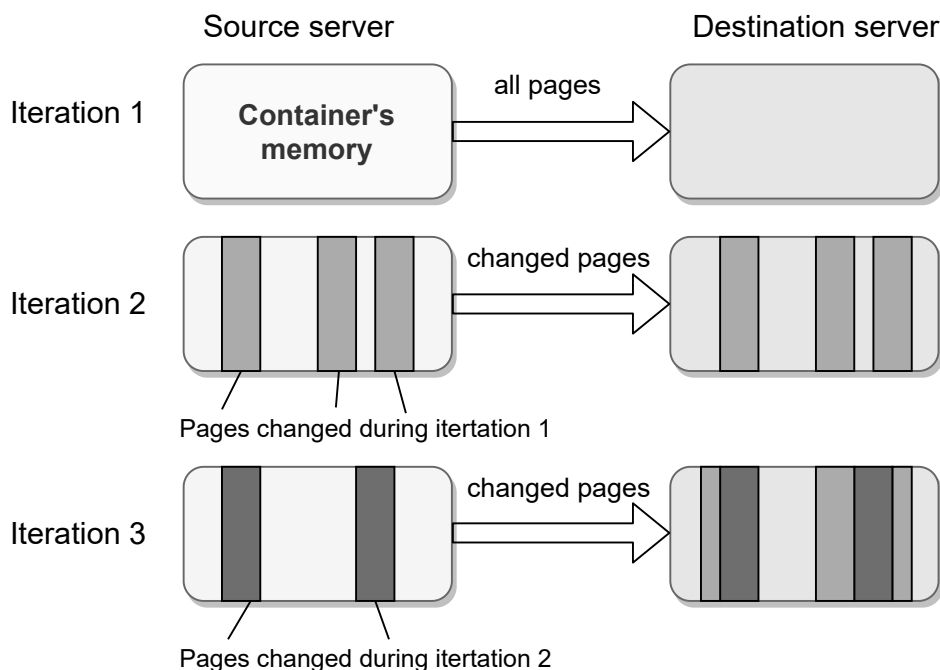 Source server
Destination server
Iteration 1
Container's
memory
all pages
Iteration 2
changed pages
Pages changed during itertation 1
Iteration 3
changed pages
Pages changed during itertation 2